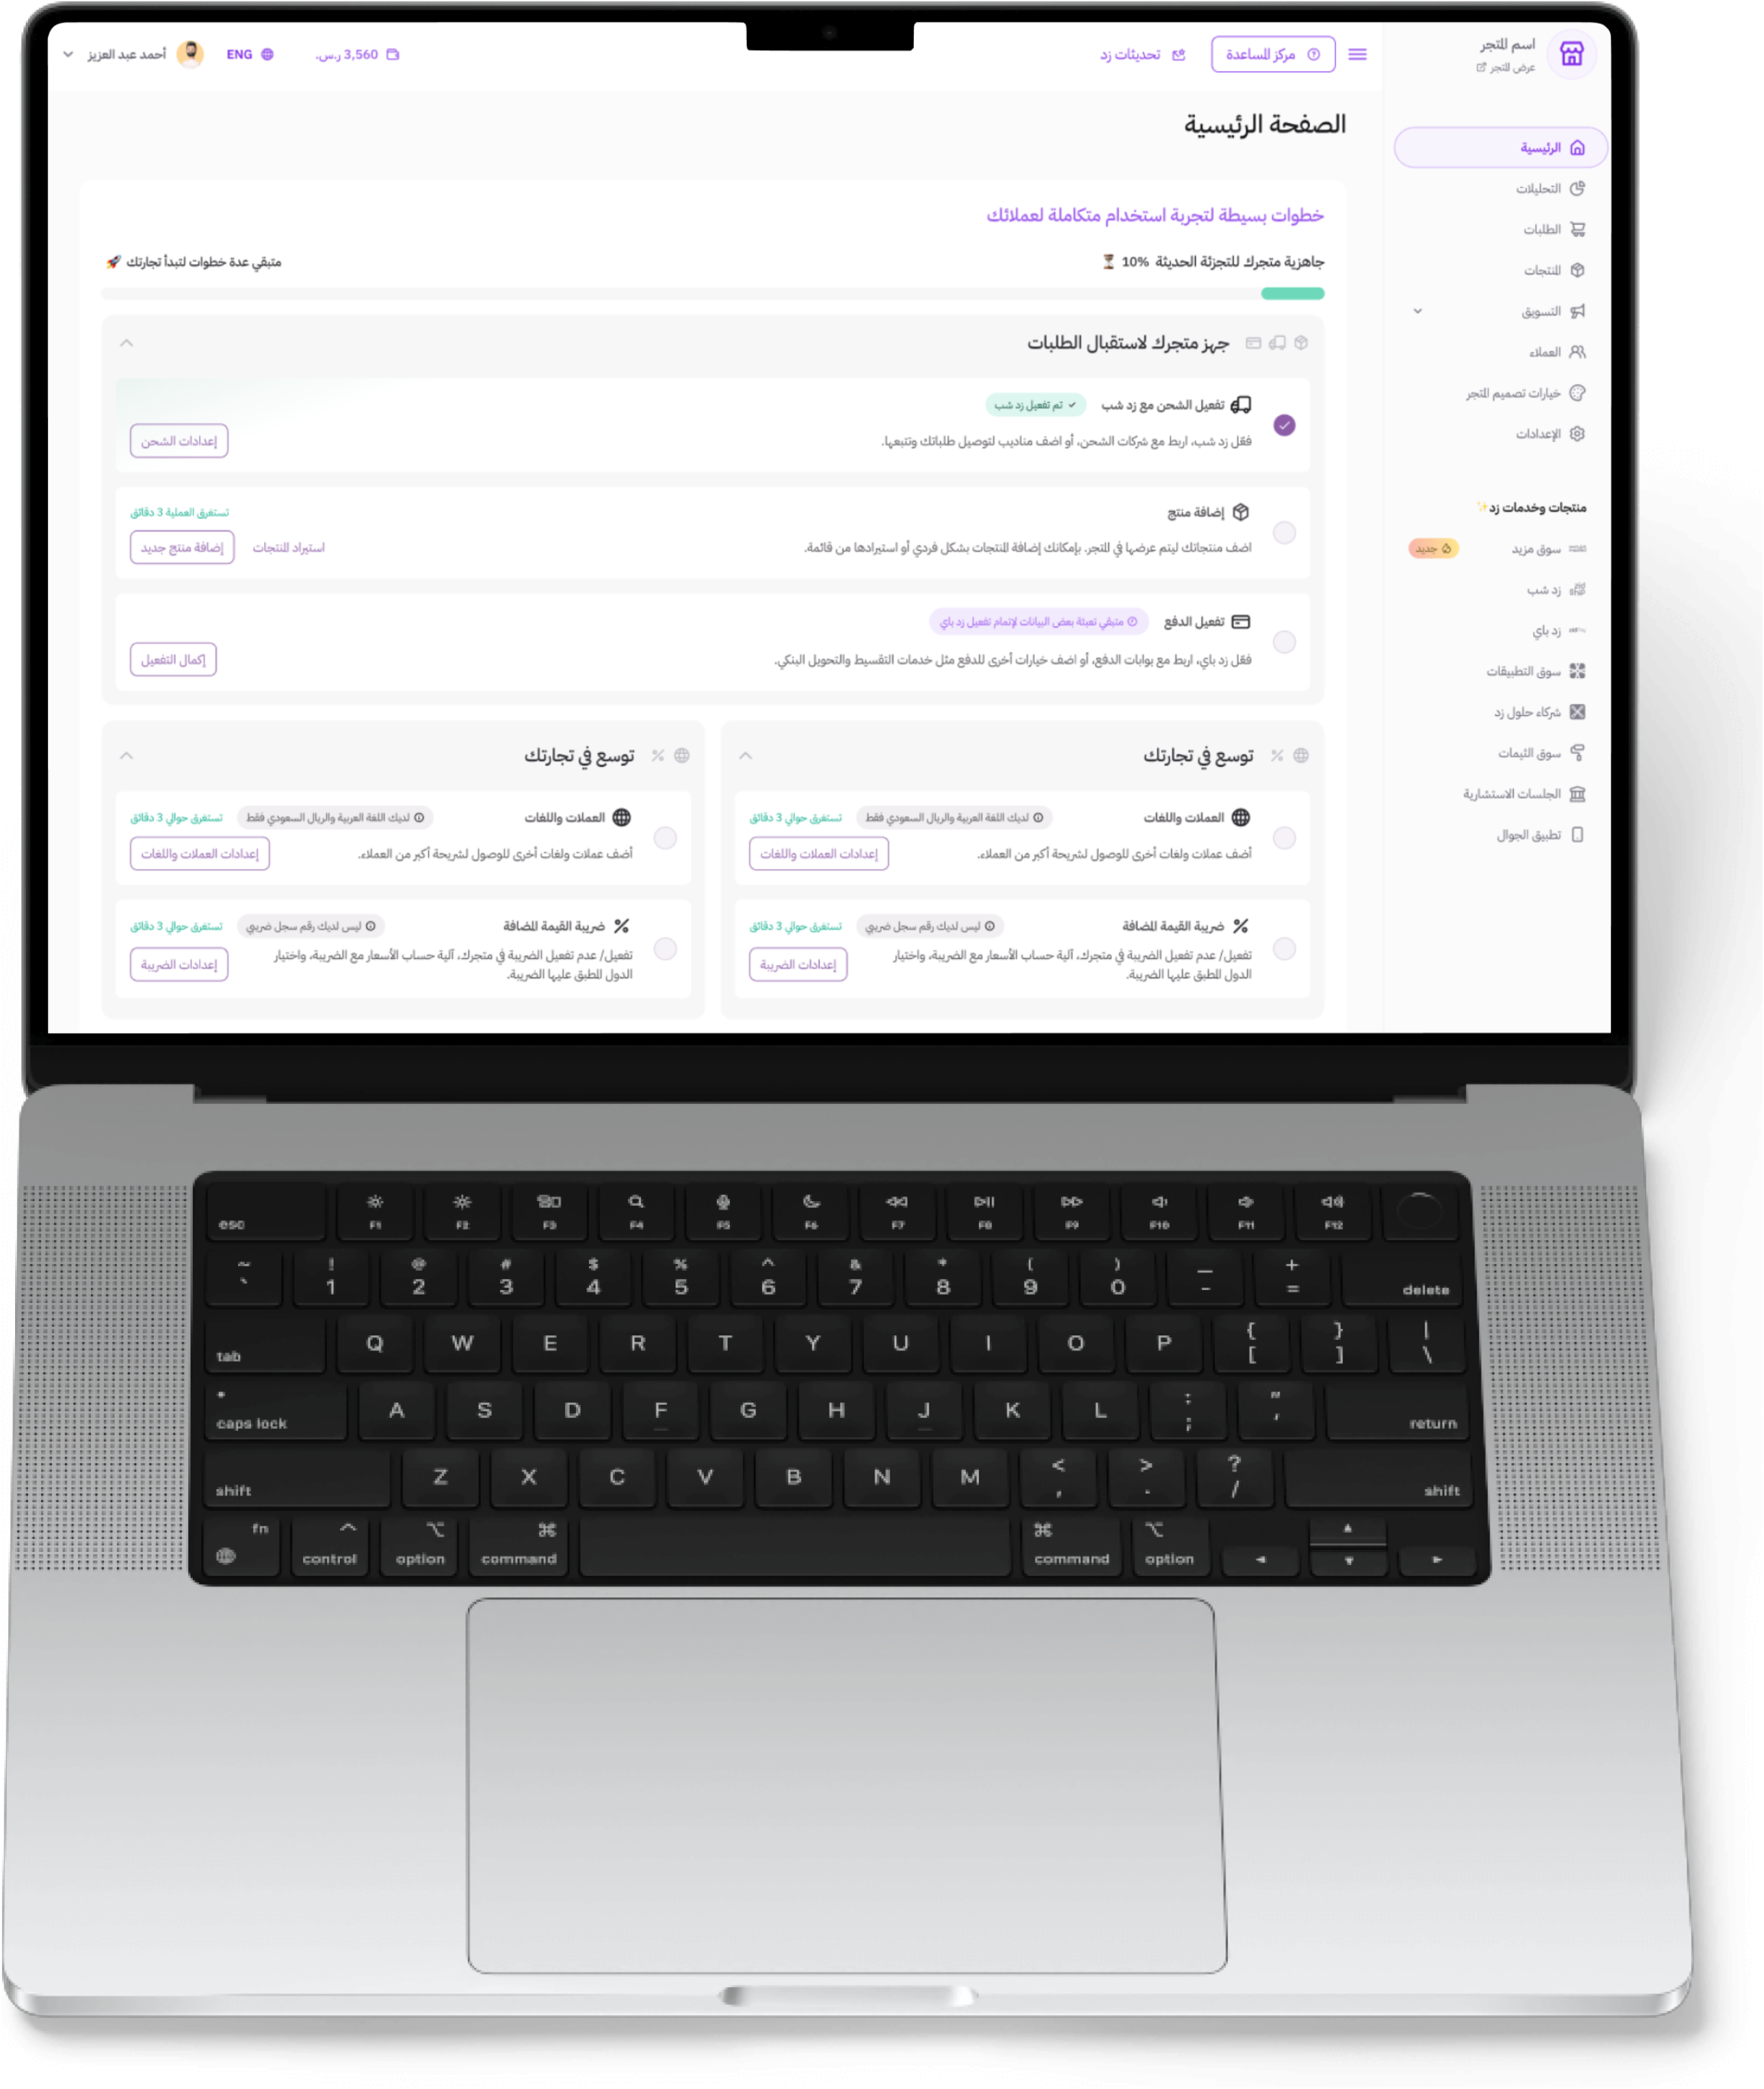 اسم المتجر
عرض المتجر
مركز المساعدة
تحديثات زد
3,560 ر.س.
ENG
أحمد عبد العزيز
الرئيسية
التحليلات
الطلبات
المنتجات
التسويق
العملاء
خيارات تصميم المتجر
الإعدادات
منتجات وخدمات زد
سوق مزيد
جديد
زد شب
زد باي
سوق التطبيقات
شركاء حلول زد
سوق الثيمات
الجلسات الاستشارية
تطبيق الجوال
الصفحة الرئيسية
خطوات بسيطة لتجربة استخدام متكاملة لعملائك
جاهزية متجرك للتجزئة الحديثة 10%
متبقي عدة خطوات لتبدأ تجارتك
جهز متجرك لاستقبال الطلبات
تفعيل الشحن مع زد شب
تم تفعيل زد شب
فعّل زد شب، اربط مع شركات الشحن، أو اضف مناديب لتوصيل طلباتك وتتبعها.
إعدادات الشحن
إضافة منتج
تستغرق العملية 3 دقائق
اضف منتجاتك ليتم عرضها في المتجر. بإمكانك إضافة المنتجات بشكل فردي أو استيرادها من قائمة.
استيراد المنتجات
إضافة منتج جديد
تفعيل الدفع
متبقي تعبئة بعض البيانات لإتمام تفعيل زد باي
فعّل زد باي، اربط مع بوابات الدفع، أو اضف خيارات أخرى للدفع مثل خدمات التقسيط والتحويل البنكي.
إكمال التفعيل
توسع في تجارتك
العملات واللغات
لديك اللغة العربية والريال السعودي فقط
تستغرق حوالي 3 دقائق
أضف عملات ولغات أخرى للوصول لشريحة أكبر من العملاء.
إعدادات العملات واللغات
ضريبة القيمة المضافة
ليس لديك رقم سجل ضريبي
تستغرق حوالي 3 دقائق
تفعيل/ عدم تفعيل الضريبة في متجرك، آلية حساب الأسعار مع الضريبة، واختيار
الدول المطبق عليها الضريبة.
إعدادات الضريبة
توسع في تجارتك
العملات واللغات
لديك اللغة العربية والريال السعودي فقط
تستغرق حوالي 3 دقائق
أضف عملات ولغات أخرى للوصول لشريحة أكبر من العملاء.
إعدادات العملات واللغات
ضريبة القيمة المضافة
ليس لديك رقم سجل ضريبي
تستغرق حوالي 3 دقائق
تفعيل/ عدم تفعيل الضريبة في متجرك، آلية حساب الأسعار مع الضريبة، واختيار
الدول المطبق عليها الضريبة.
إعدادات الضريبة
esc F1 F2 F3 F4 F5 F6 F7 F8 F9 F10 F11 F12
~ ! @ # $ % ^ & * ( ) _ +
` 1 2 3 4 5 6 7 8 9 0 - = delete
tab Q W E R T Y U I O P { [ } ] | \
caps lock A S D F G H J K L : ; " ' return
shift Z X C V B N M < , > . ? / shift
fn control option command command option